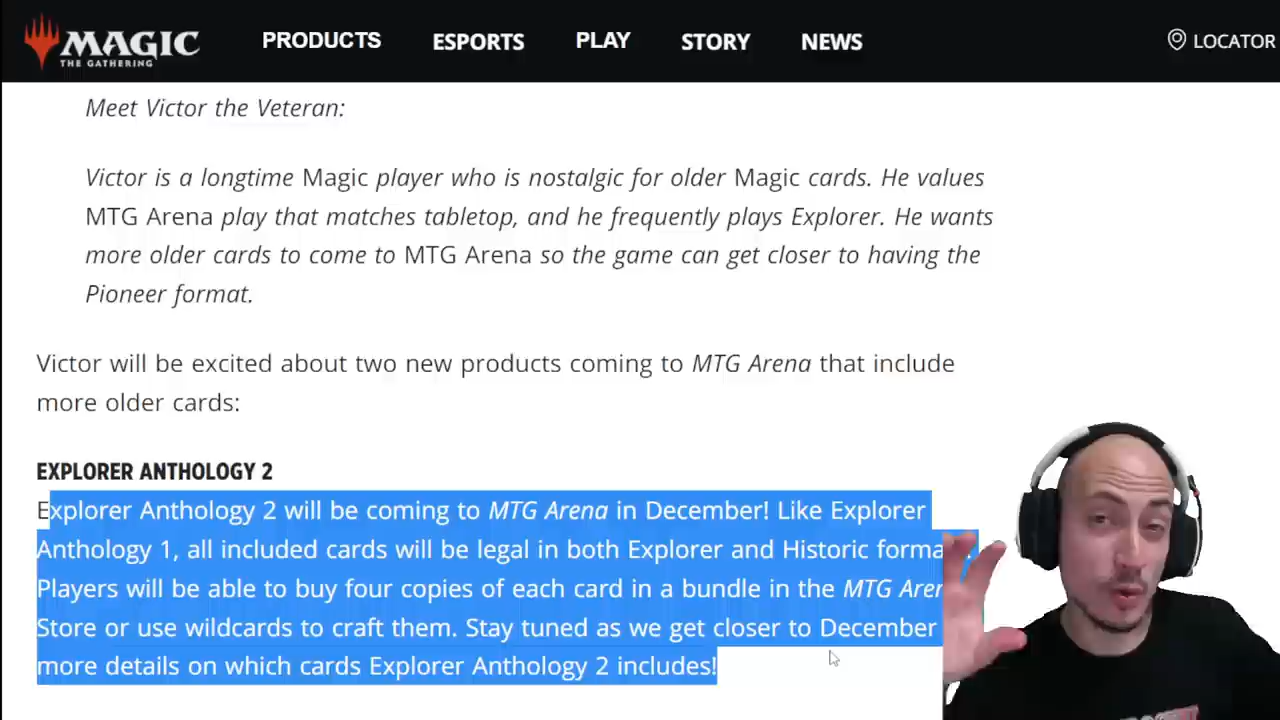 MAGIC
THE GATHERING
PRODUCTS
ESPORTS
PLAY
STORY
NEWS
LOCATOR
Meet Victor the Veteran:
Victor is a longtime Magic player who is nostalgic for older Magic cards. He values
MTG Arena play that matches tabletop, and he frequently plays Explorer. He wants
more older cards to come to MTG Arena so the game can get closer to having the
Pioneer format.
Victor will be excited about two new products coming to MTG Arena that include
more older cards:
EXPLORER ANTHOLOGY 2
Explorer Anthology 2 will be coming to MTG Arena in December! Like Explorer
Anthology 1, all included cards will be legal in both Explorer and Historic forma
Players will be able to buy four copies of each card in a bundle in the MTG Aren
Store or use wildcards to craft them. Stay tuned as we get closer to December
more details on which cards Explorer Anthology 2 includes!